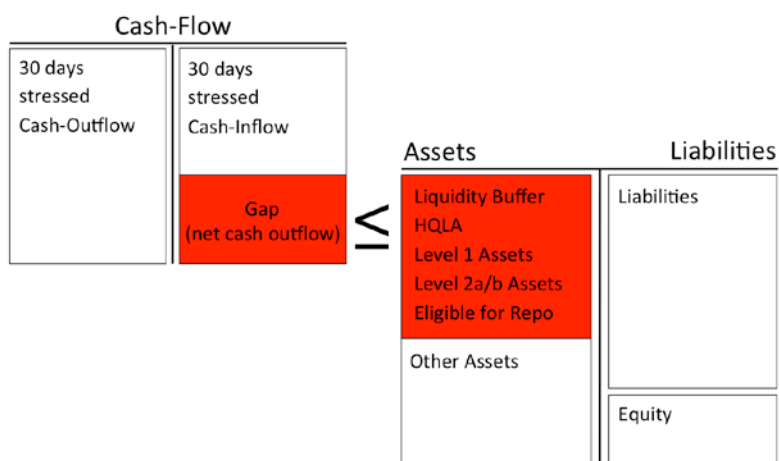 Cash-Flow
30 days
stressed
Cash-Outflow
30 days
stressed
Cash-Inflow
Gap
(net cash outflow)
≤
Assets
Liabilities
Liquidity Buffer
HQLA
Level 1 Assets
Level 2a/b Assets
Eligible for Repo
Other Assets
Liabilities
Equity